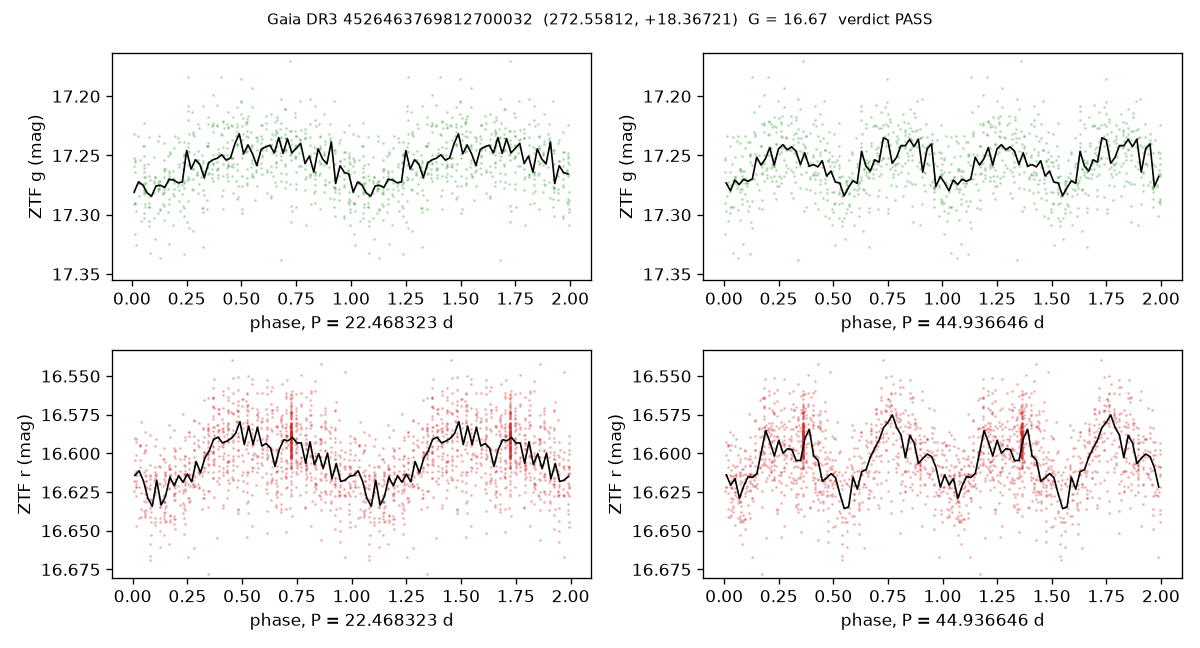 Gaia DR3 4526463769812700032  (272.55812, +18.36721)  G = 16.67  verdict PASS
ZTF g (mag)
17.20
17.25
17.30
17.35
0.00 0.25 0.50 0.75 1.00 1.25 1.50 1.75 2.00
phase, P = 22.468323 d
ZTF g (mag)
17.20
17.25
17.30
17.35
0.00 0.25 0.50 0.75 1.00 1.25 1.50 1.75 2.00
phase, P = 44.936646 d
ZTF r (mag)
16.550
16.575
16.600
16.625
16.650
16.675
0.00 0.25 0.50 0.75 1.00 1.25 1.50 1.75 2.00
phase, P = 22.468323 d
ZTF r (mag)
16.550
16.575
16.600
16.625
16.650
16.675
0.00 0.25 0.50 0.75 1.00 1.25 1.50 1.75 2.00
phase, P = 44.936646 d